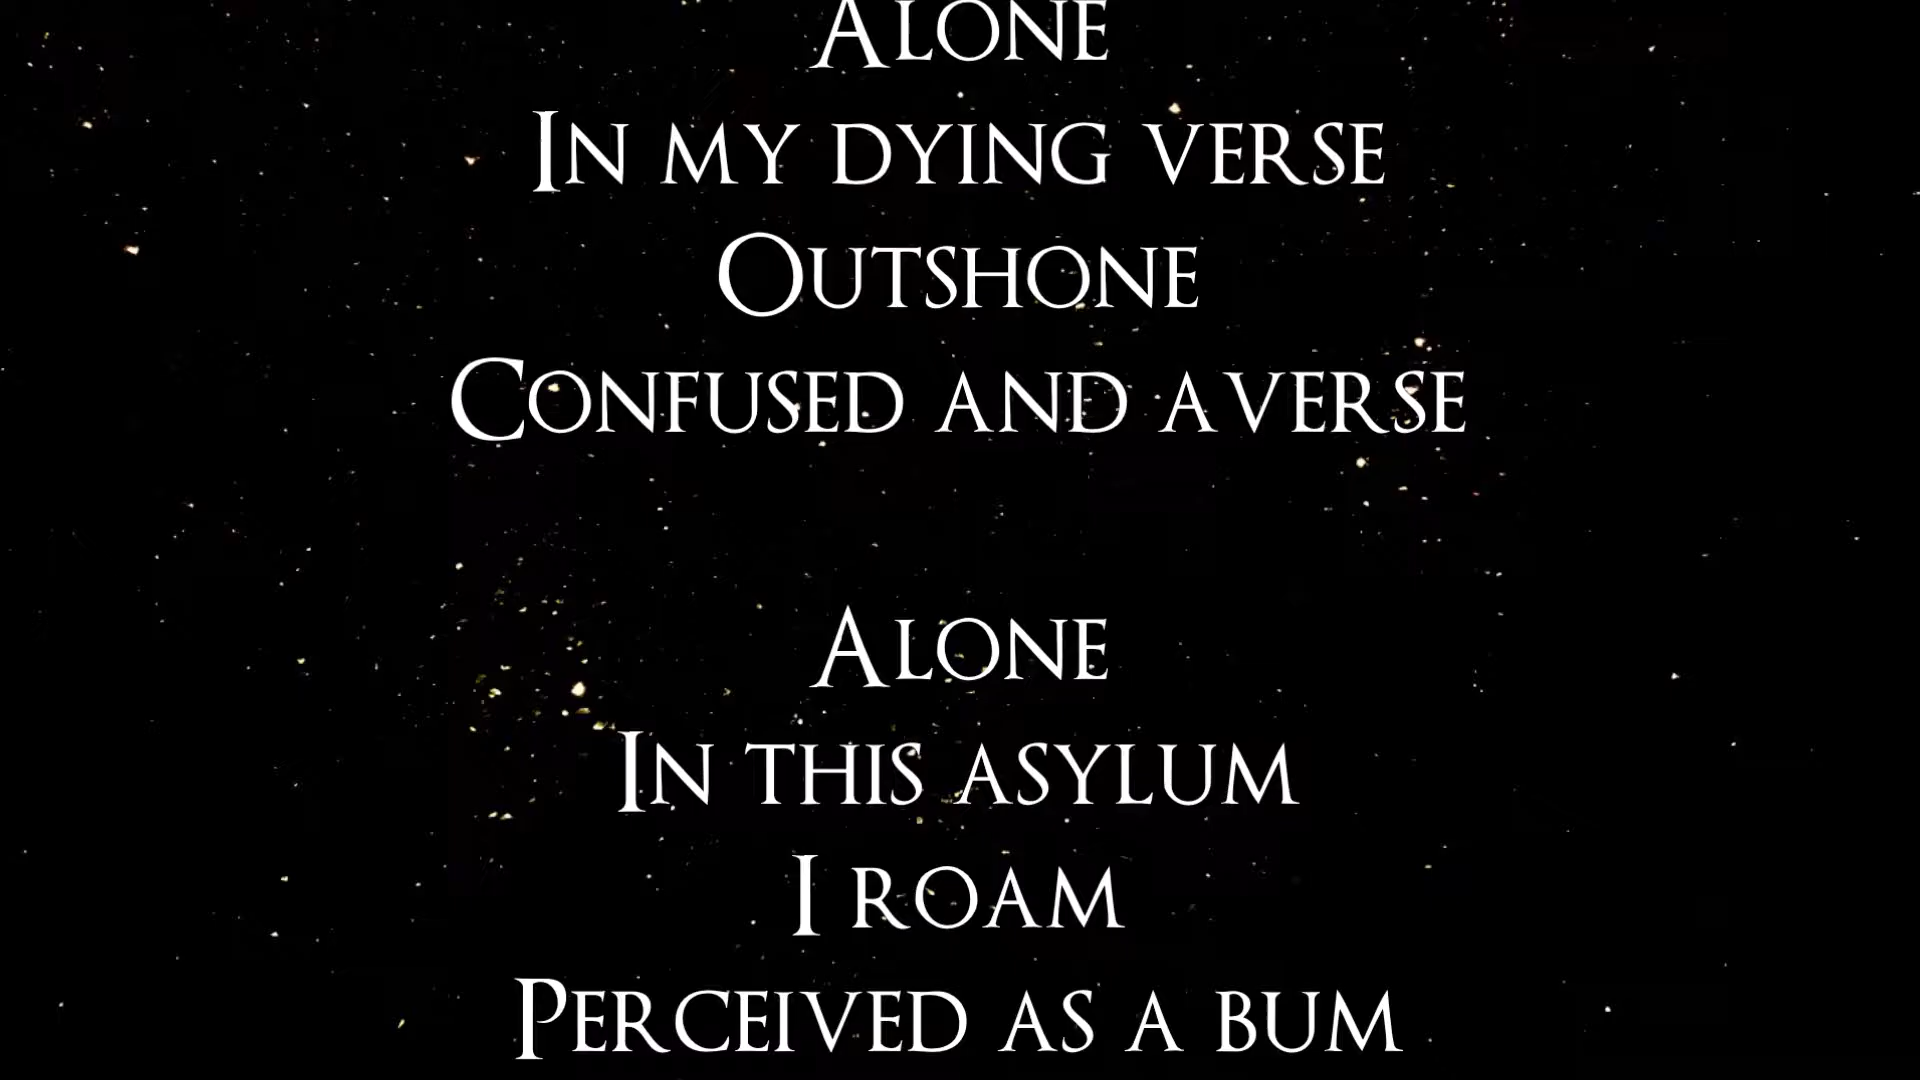 Alone
In my dying verse
Outshone
Confused and averse
Alone
In this asylum
I roam
Perceived as a bum